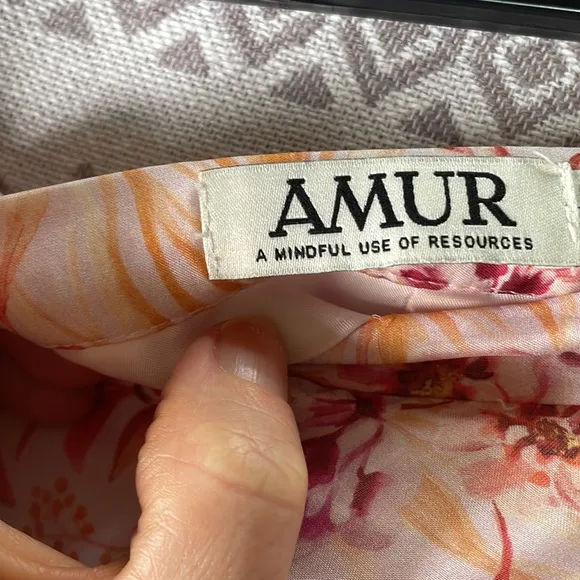 AMUR
A MINDFUL USE OF RESOURCES